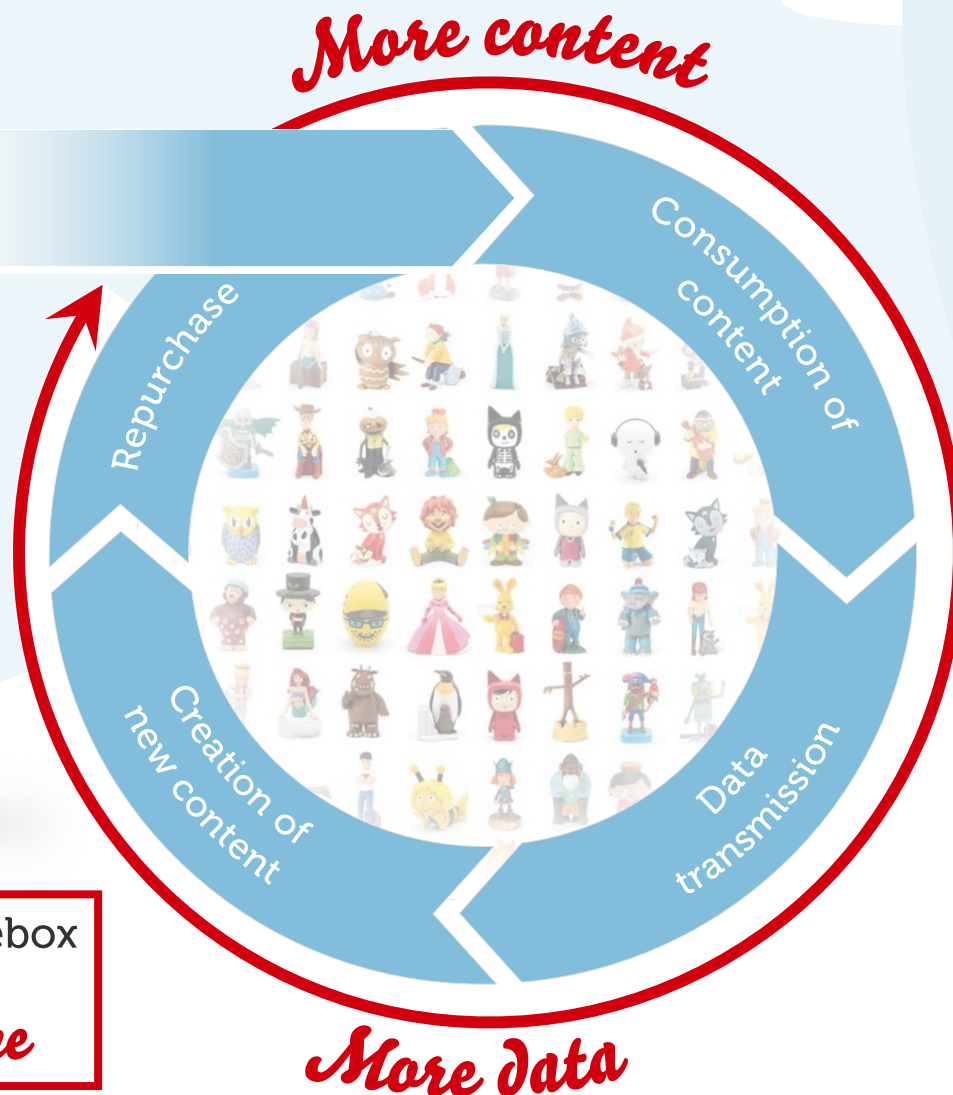 More content
Consumption of
content
Repurchase
Data
transmission
Creation of
new content
ebox
More data